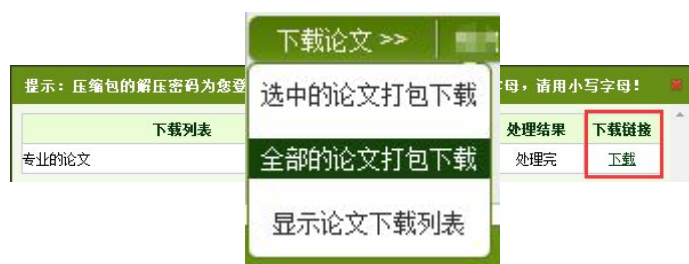 下载论文 >>
提示：压缩包的解压密码为您登
字母，请用小写字母！
选中的论文打包下载
下载列表
处理结果
下载链接
专业的论文
全部的论文打包下载
处理完
下载
显示论文下载列表